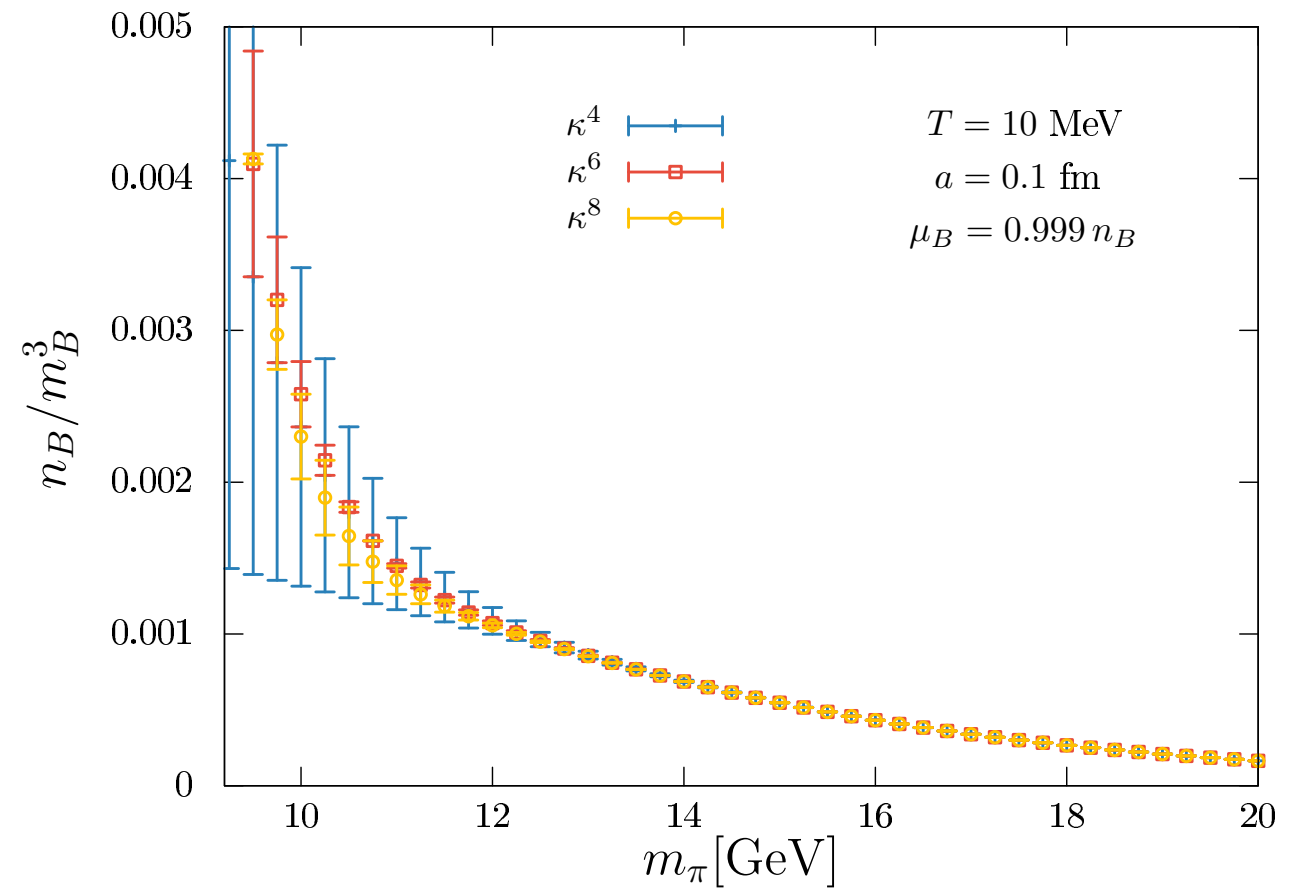 0.005
0.004
0.003
0.002
0.001
0
n_B/m_B^3
κ^4
κ^6
κ^8
T = 10 MeV
a = 0.1 fm
μ_B = 0.999 n_B
10 12 14 16 18 20
m_π[GeV]